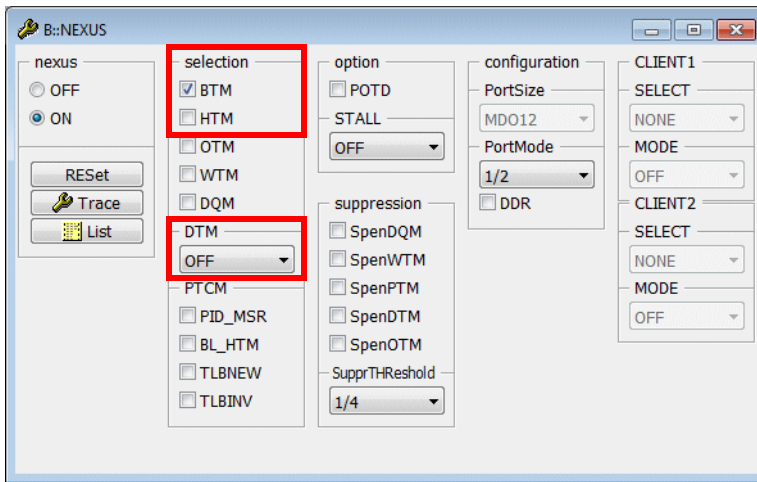 B::NEXUS
nexus
OFF
ON
RESet
Trace
List
selection
BTM
HTM
OTM
WTM
DQM
DTM
OFF
PTCM
PID_MSR
BL_HTM
TLBNEW
TLBINV
option
POTD
STALL
OFF
suppression
SpenDQM
SpenWTM
SpenPTM
SpenDTM
SpenOTM
SupprTHReshold
1/4
configuration
PortSize
MDO12
PortMode
1/2
DDR
CLIENT1
SELECT
NONE
MODE
OFF
CLIENT2
SELECT
NONE
MODE
OFF